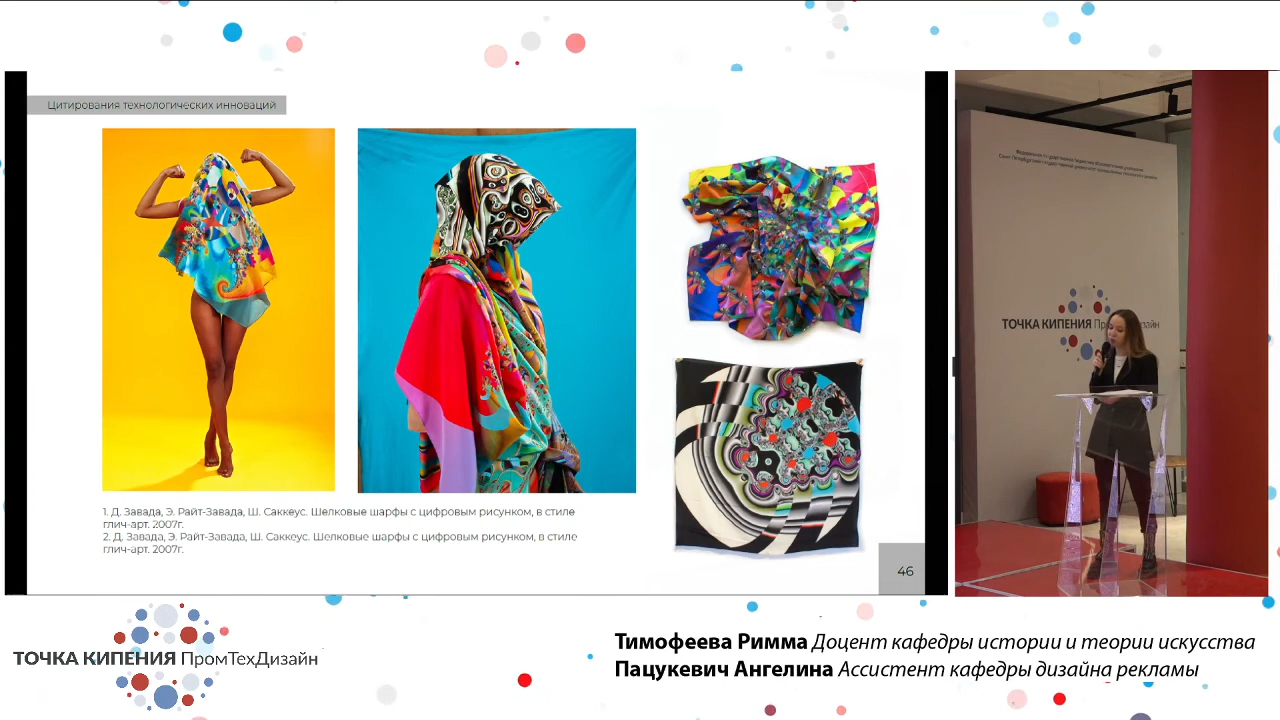 Цитирования технологических инноваций
1. Д. Завада, Э. Райт-Завада, Ш. Саккеус. Шелковые шарфы с цифровым рисунком, в стиле
глич-арт. 2007г.
2. Д. Завада, Э. Райт-Завада, Ш. Саккеус. Шелковые шарфы с цифровым рисунком, в стиле
глич-арт. 2007г.
46
ТОЧКА КИПЕНИЯ ПромТехДизайн
ТОЧКА КИПЕНИЯ ПромТехДизайн
Тимофеева Римма Доцент кафедры истории и теории искусства
Пацукевич Ангелина Ассистент кафедры дизайна рекламы